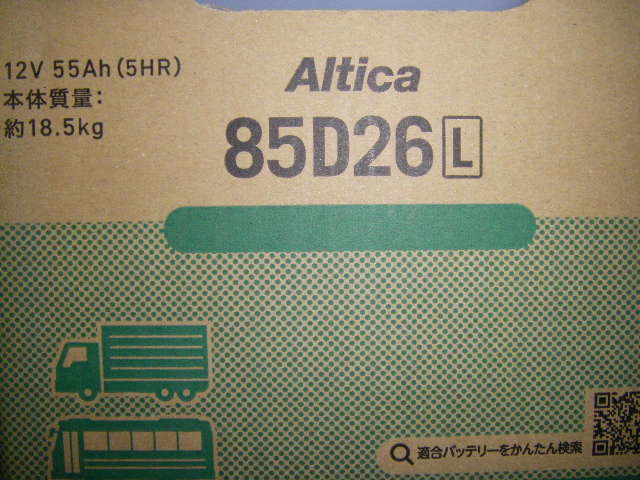 12V 55Ah(5HR)
本体質量:
約18.5kg
Altica
85D26 L
適合バッテリーをかんたん検索